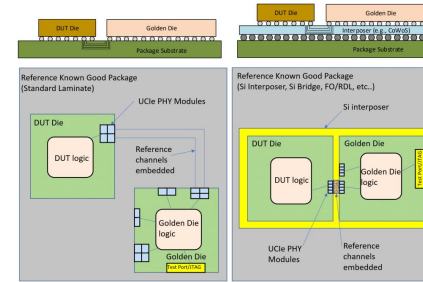 DUT Die
Golden Die
Package Substrate
DUT Die
Golden Die
Interposer (e.g., CoWoS)
Package Substrate
Reference Known Good Package
(Standard Laminate)
UCIe PHY
Modules
DUT Die
DUT logic
Reference
channels
embedded
Golden Die
logic
Golden Die
Test Port/JTAG
Reference Known Good Package
(Si Interposer, Si Bridge, FO/RDL, etc..)
Si interposer
DUT Die
Golden Die
DUT logic
Golden Die
logic
Test Port/JTAG
UCIe PHY
Modules
Reference
channels
embedded